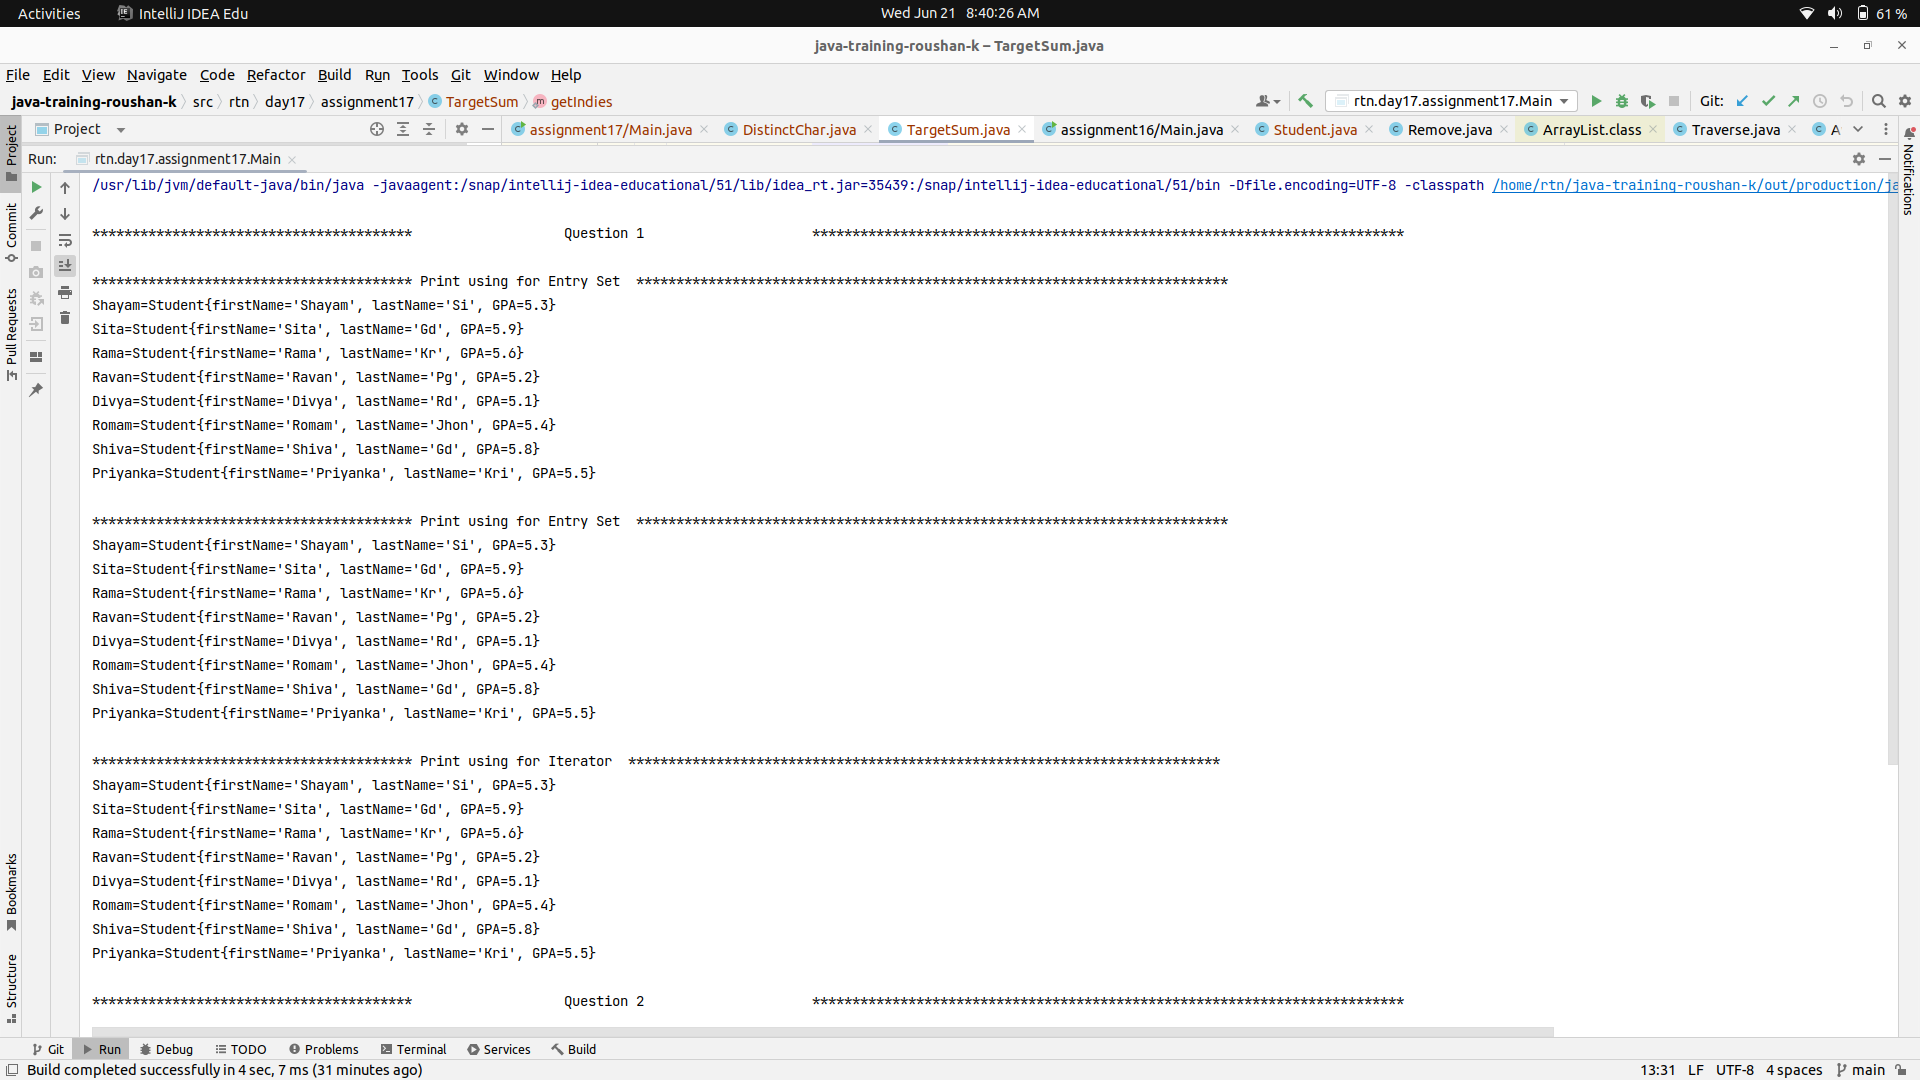 Activities IntelliJ IDEA Edu Wed Jun 21 8:40:26 AM 61 %
java-training-roushan-k – TargetSum.java
File Edit View Navigate Code Refactor Build Run Tools Git Window Help
java-training-roushan-k src rtn day17 assignment17 TargetSum getIndies rtn.day17.assignment17.Main Git:
Project assignment17/Main.java DistinctChar.java TargetSum.java assignment16/Main.java Student.java Remove.java ArrayList.class Traverse.java A
Run: rtn.day17.assignment17.Main
/usr/lib/jvm/default-java/bin/java -javaagent:/snap/intellij-idea-educational/51/lib/idea_rt.jar=35439:/snap/intellij-idea-educational/51/bin -Dfile.encoding=UTF-8 -classpath /home/rtn/java-training-roushan-k/out/production/ja
**************************************** Question 1 **************************************************************************
**************************************** Print using for Entry Set **************************************************************************
Shayam=Student{firstName='Shayam', lastName='Si', GPA=5.3}
Sita=Student{firstName='Sita', lastName='Gd', GPA=5.9}
Rama=Student{firstName='Rama', lastName='Kr', GPA=5.6}
Ravan=Student{firstName='Ravan', lastName='Pg', GPA=5.2}
Divya=Student{firstName='Divya', lastName='Rd', GPA=5.1}
Romam=Student{firstName='Romam', lastName='Jhon', GPA=5.4}
Shiva=Student{firstName='Shiva', lastName='Gd', GPA=5.8}
Priyanka=Student{firstName='Priyanka', lastName='Kri', GPA=5.5}
**************************************** Print using for Entry Set **************************************************************************
Shayam=Student{firstName='Shayam', lastName='Si', GPA=5.3}
Sita=Student{firstName='Sita', lastName='Gd', GPA=5.9}
Rama=Student{firstName='Rama', lastName='Kr', GPA=5.6}
Ravan=Student{firstName='Ravan', lastName='Pg', GPA=5.2}
Divya=Student{firstName='Divya', lastName='Rd', GPA=5.1}
Romam=Student{firstName='Romam', lastName='Jhon', GPA=5.4}
Shiva=Student{firstName='Shiva', lastName='Gd', GPA=5.8}
Priyanka=Student{firstName='Priyanka', lastName='Kri', GPA=5.5}
**************************************** Print using for Iterator **************************************************************************
Shayam=Student{firstName='Shayam', lastName='Si', GPA=5.3}
Sita=Student{firstName='Sita', lastName='Gd', GPA=5.9}
Rama=Student{firstName='Rama', lastName='Kr', GPA=5.6}
Ravan=Student{firstName='Ravan', lastName='Pg', GPA=5.2}
Divya=Student{firstName='Divya', lastName='Rd', GPA=5.1}
Romam=Student{firstName='Romam', lastName='Jhon', GPA=5.4}
Shiva=Student{firstName='Shiva', lastName='Gd', GPA=5.8}
Priyanka=Student{firstName='Priyanka', lastName='Kri', GPA=5.5}
**************************************** Question 2 **************************************************************************
Project
Commit
Pull Requests
Bookmarks
Structure
Notifications
Git Run Debug TODO Problems Terminal Services Build
Build completed successfully in 4 sec, 7 ms (31 minutes ago) 13:31 LF UTF-8 4 spaces main